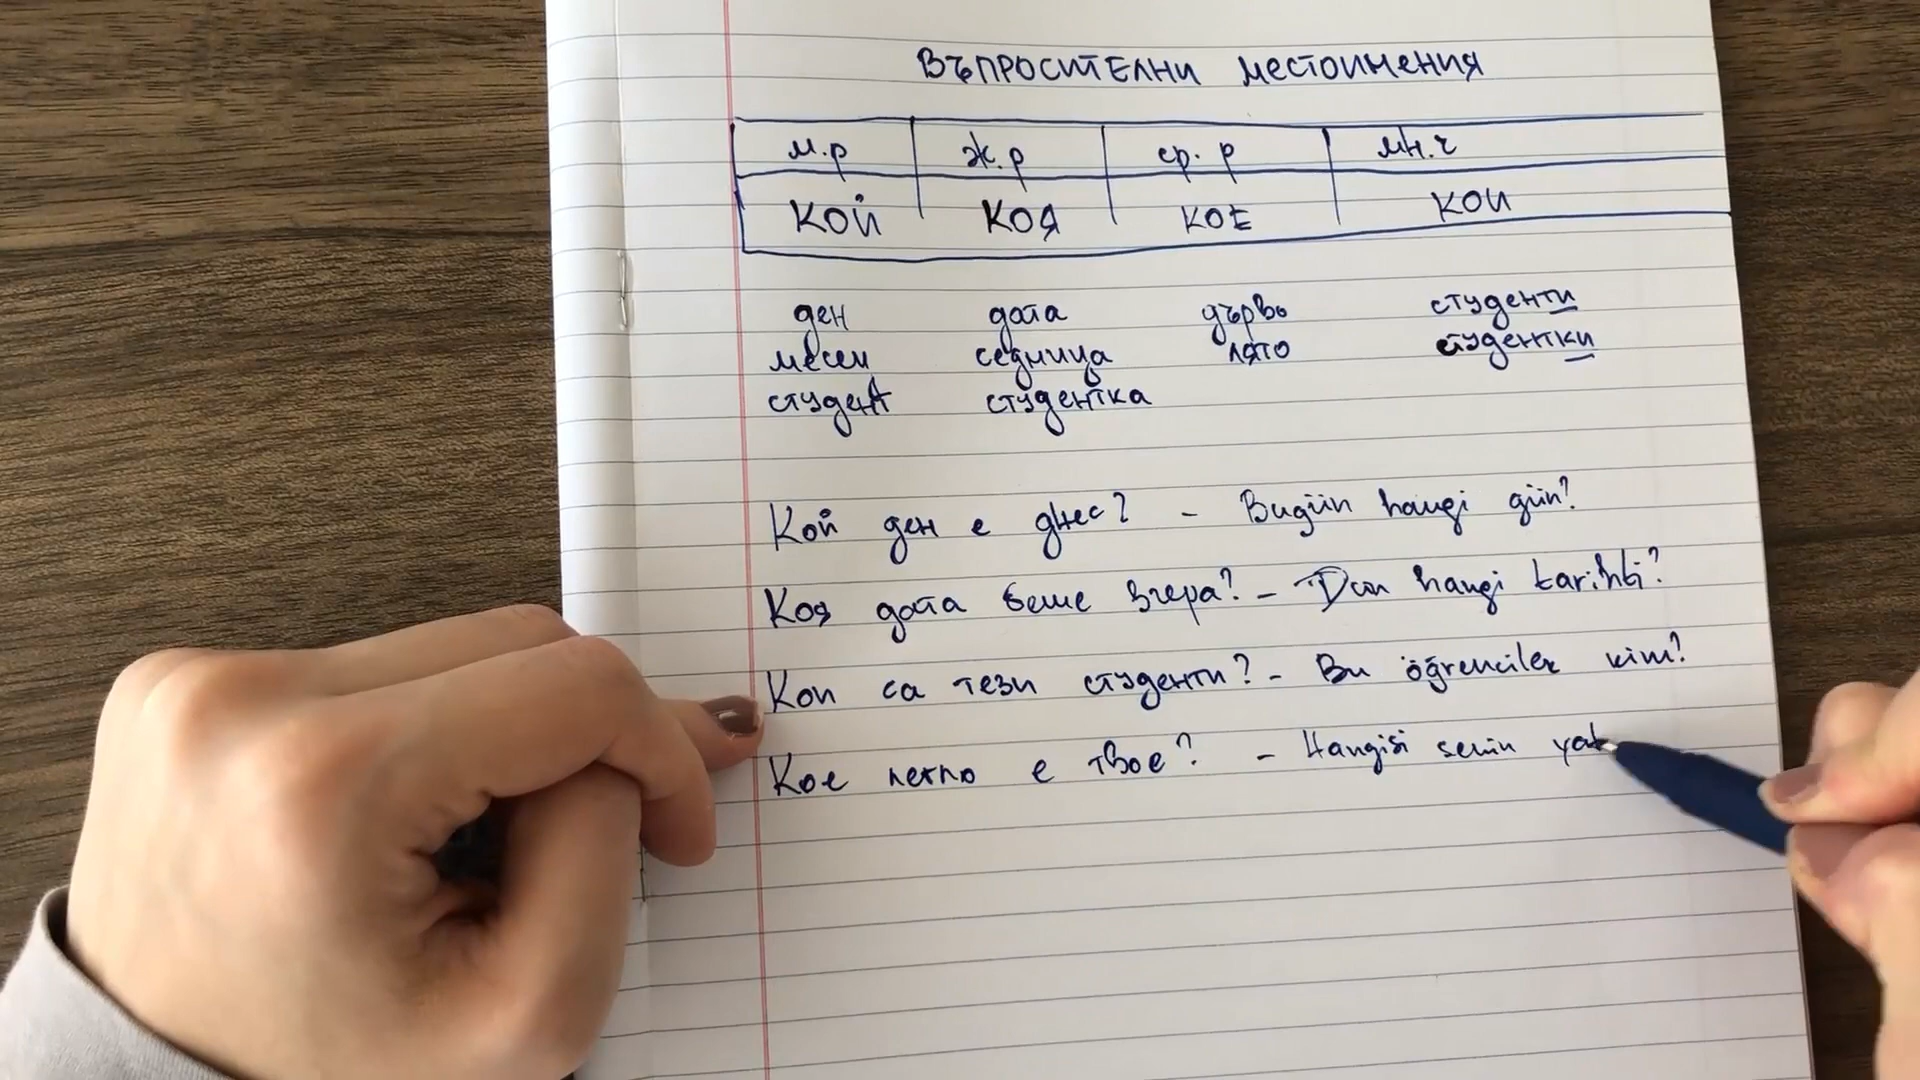 ВЪПРОСИТЕЛНИ МЕСТОИМЕНИЯ
м.р ж.р ср.р мн.ч
КОЙ КОЯ КОЕ КОИ
ден дата дърво студенти
месец седмица лято студентки
студент студентка
Кой ден е днес? - Bugün hangi gün?
Коя дата беше вчера? - Dün hangi tarihti?
Кои са тези студенти? - Bu öğrenciler kim?
Кое легло е твое? - Hangisi senin yat